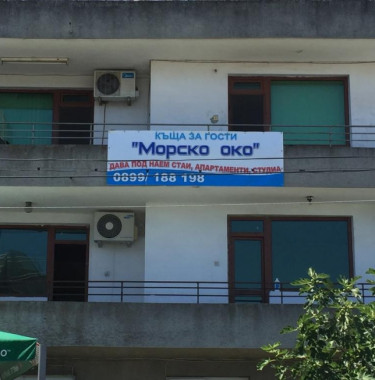 КЪЩА ЗА ГОСТИ
"Морско око"
ДАВА ПОД НАЕМ СТАИ, АПАРТАМЕНТИ, СТУДИА
0899/ 188 198